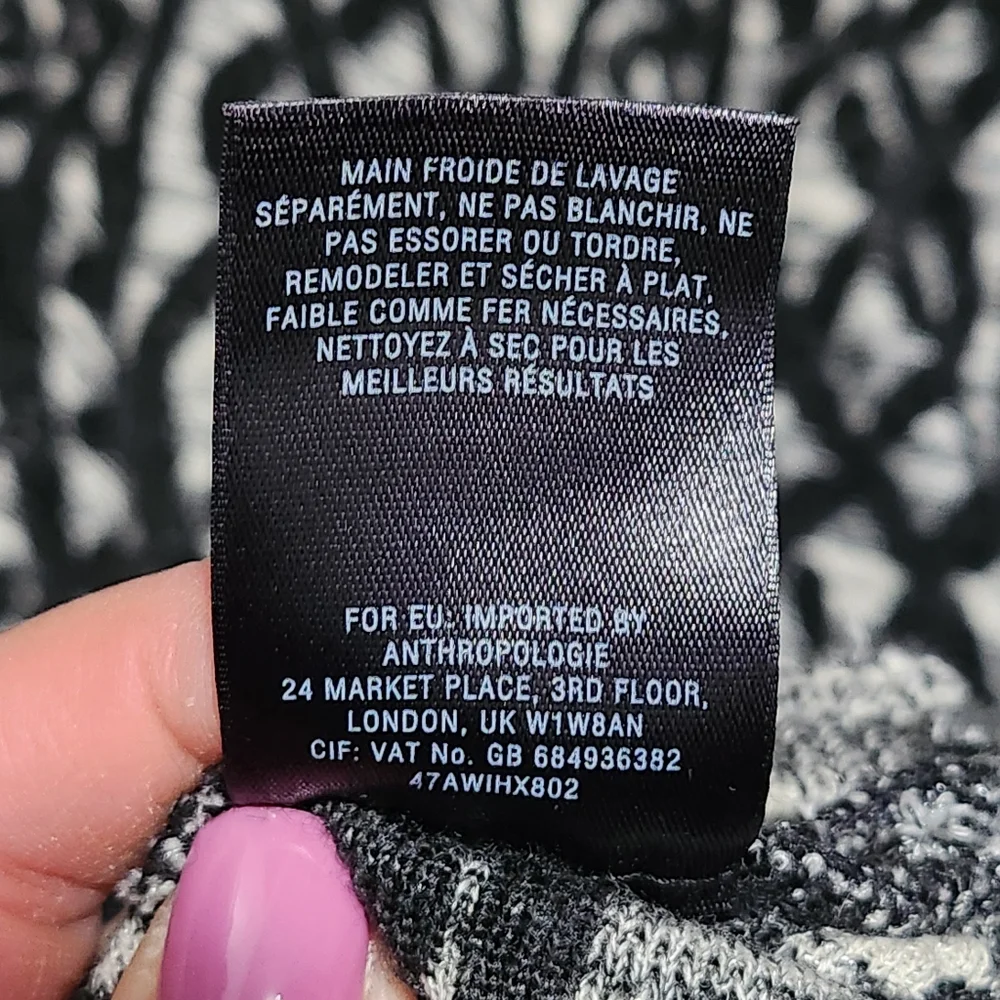 MAIN FROIDE DE LAVAGE
SÉPARÉMENT, NE PAS BLANCHIR, NE
PAS ESSORER OU TORDRE,
REMODELER ET SÉCHER À PLAT,
FAIBLE COMME FER NÉCESSAIRES,
NETTOYEZ À SEC POUR LES
MEILLEURS RÉSULTATS
FOR EU: IMPORTED BY
ANTHROPOLOGIE
24 MARKET PLACE, 3RD FLOOR,
LONDON, UK W1W8AN
CIF: VAT No. GB 684936382
47AWIHX802